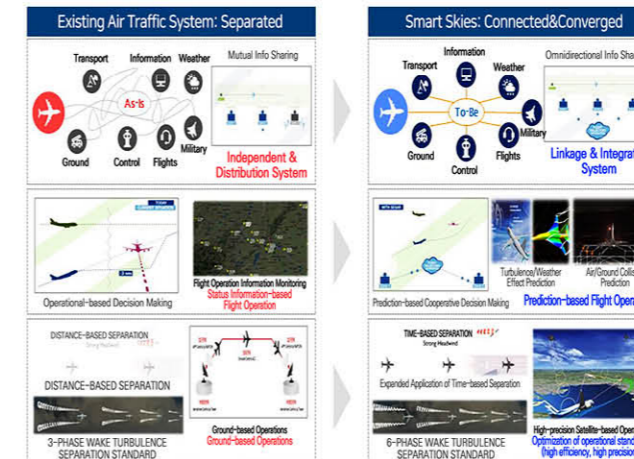 Existing Air Traffic System: Separated
Transport
Information
Weather
Mutual Info Sharing
As-Is
Ground
Control
Flights
Military
Independent &
Distribution System
Operational-based Decision Making
Flight Operation Information Monitoring
Status Information-based
Flight Operation
DISTANCE-BASED SEPARATION
Strong Headwind
DISTANCE-BASED SEPARATION
3-PHASE WAKE TURBULENCE
SEPARATION STANDARD
Ground-based Operations
Ground-based Operations
Smart Skies: Connected&Converged
Transport
Information
Weather
Omnidirectional Info Sha
To-Be
Ground
Control
Flights
Military
Linkage & Integrat
System
Prediction-based Cooperative Decision Making
Turbulence/Weather
Effect Prediction
Air/Ground Collis
Prediction
Prediction-based Flight Opera
TIME-BASED SEPARATION
Strong Headwind
Expanded Application of Time-based Separation
6-PHASE WAKE TURBULENCE
SEPARATION STANDARD
High-precision Satellite-based Opera
Optimization of operational stand
(high efficiency, high precision